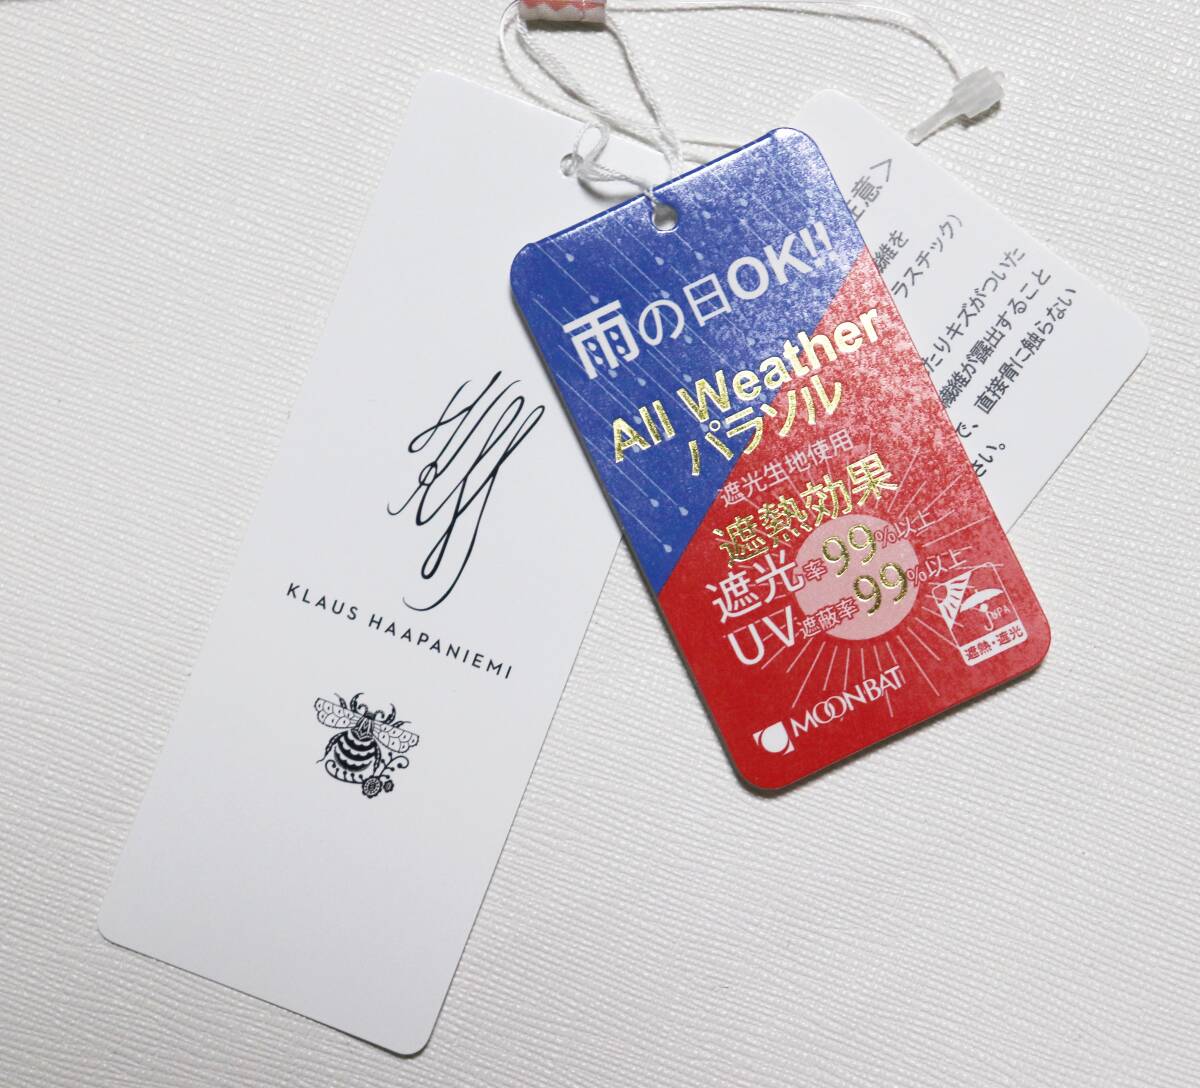 KLAUS HAAPANIEMI
雨の日OK!!
All Weather
パラソル
遮光生地使用
遮熱効果
遮光率99%以上
UV遮蔽率99%以上
遮熱・遮光
MOONBAT
意>
繊維を
ラスチック)
たりキズがついた
繊維が露出すること
で、直接骨に触らない
さい。